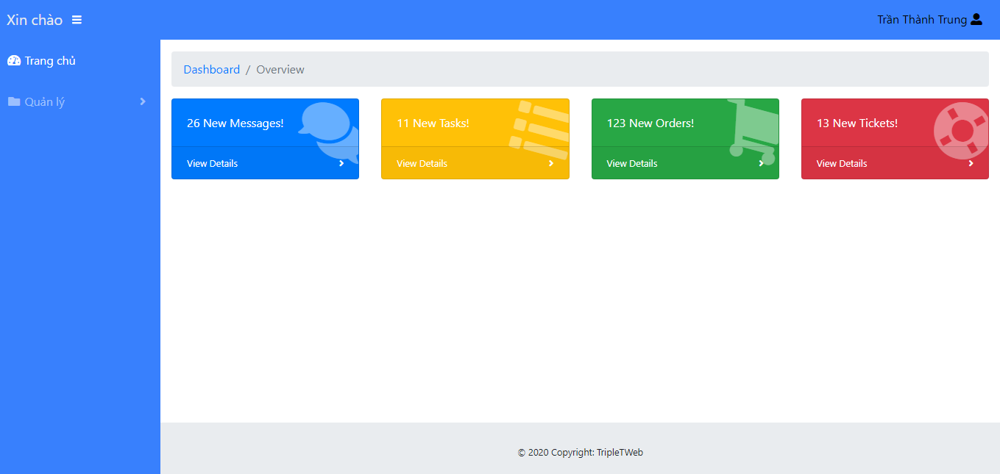 Xin chào
Trần Thành Trung
Trang chủ
Quản lý
Dashboard / Overview
26 New Messages!
View Details
11 New Tasks!
View Details
123 New Orders!
View Details
13 New Tickets!
View Details
© 2020 Copyright: TripleTWeb